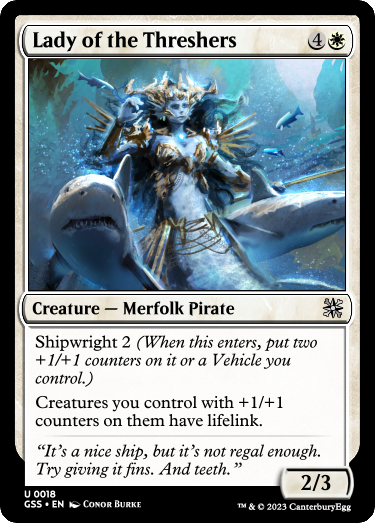 Lady of the Threshers 4
Creature — Merfolk Pirate
Shipwright 2 (When this enters, put two
+1/+1 counters on it or a Vehicle you
control.)
Creatures you control with +1/+1
counters on them have lifelink.
“It’s a nice ship, but it’s not regal enough.
Try giving it fins. And teeth.”
2/3
U 0018
GSS • EN Conor Burke
™ & © 2023 CanterburyEgg